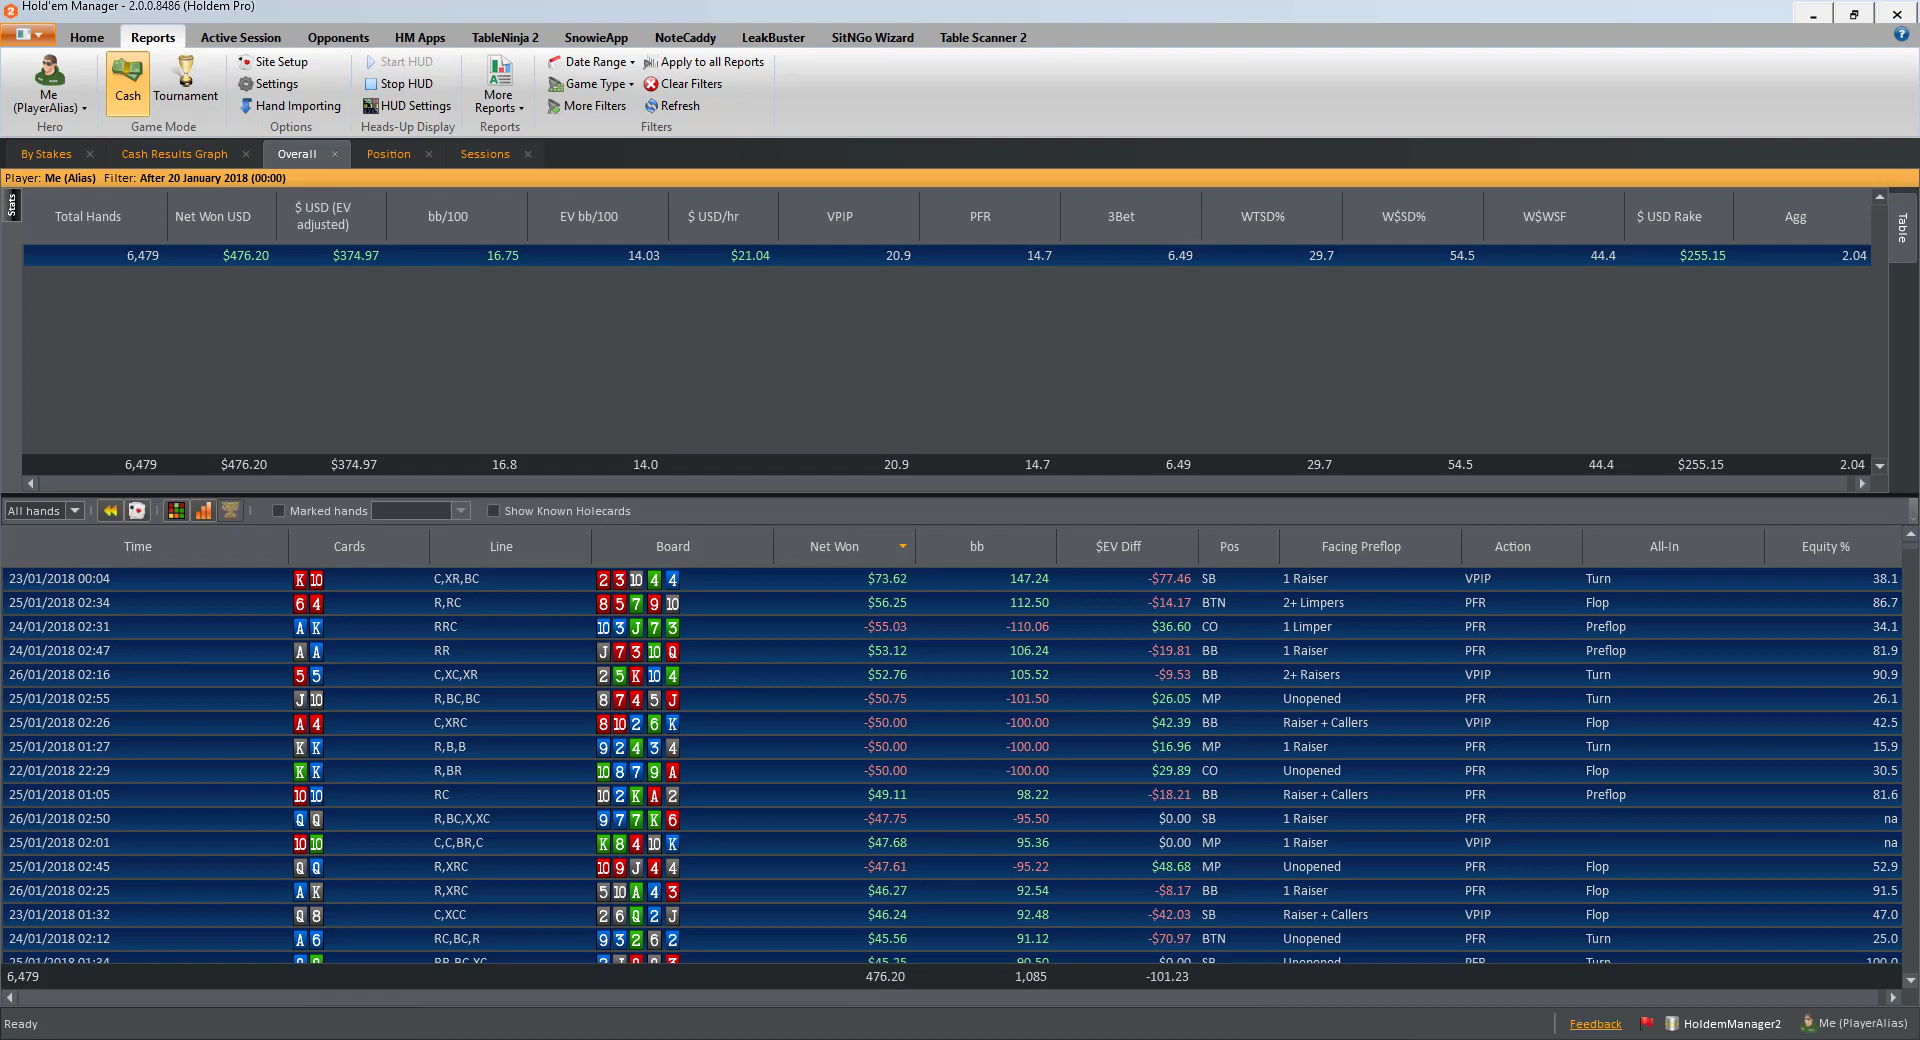 Hold'em Manager - 2.0.0.8486 (Holdem Pro)
Home Reports Active Session Opponents HM Apps TableNinja 2 SnowieApp NoteCaddy LeakBuster SitNGo Wizard Table Scanner 2
Me (PlayerAlias)
Hero
Cash Tournament
Game Mode
Site Setup
Settings
Hand Importing
Options
Start HUD
Stop HUD
HUD Settings
Heads-Up Display
More Reports
Reports
Date Range Apply to all Reports
Game Type Clear Filters
More Filters Refresh
Filters
By Stakes Cash Results Graph Overall Position Sessions
Player: Me (Alias) Filter: After 20 January 2018 (00:00)
Stats
Table
Total Hands Net Won USD $ USD (EV adjusted) bb/100 EV bb/100 $ USD/hr VPIP PFR 3Bet WTSD% W$SD% W$WSF $ USD Rake Agg
6,479 $476.20 $374.97 16.75 14.03 $21.04 20.9 14.7 6.49 29.7 54.5 44.4 $255.15 2.04
6,479 $476.20 $374.97 16.8 14.0 20.9 14.7 6.49 29.7 54.5 44.4 $255.15 2.04
All hands Marked hands Show Known Holecards
Time Cards Line Board Net Won bb $EV Diff Pos Facing Preflop Action All-In Equity %
23/01/2018 00:04 K 10 C,XR,BC 2 3 10 4 4 $73.62 147.24 -$77.46 SB 1 Raiser VPIP Turn 38.1
25/01/2018 02:34 6 4 R,RC 8 5 7 9 10 $56.25 112.50 -$14.17 BTN 2+ Limpers PFR Flop 86.7
24/01/2018 02:31 A K RRC 10 3 J 7 3 -$55.03 -110.06 $36.60 CO 1 Limper PFR Preflop 34.1
24/01/2018 02:47 A A RR J 7 3 10 Q $53.12 106.24 -$19.81 BB 1 Raiser PFR Preflop 81.9
26/01/2018 02:16 5 5 C,XC,XR 2 5 K 10 4 $52.76 105.52 -$9.53 BB 2+ Raisers VPIP Turn 90.9
25/01/2018 02:55 J 10 R,BC,BC 8 7 4 5 J -$50.75 -101.50 $26.05 MP Unopened PFR Turn 26.1
25/01/2018 02:26 A 4 C,XRC 8 10 2 6 K -$50.00 -100.00 $42.39 BB Raiser + Callers VPIP Flop 42.5
25/01/2018 01:27 K K R,B,B 9 2 4 3 4 -$50.00 -100.00 $16.96 MP 1 Raiser PFR Turn 15.9
22/01/2018 22:29 K K R,BR 10 8 7 9 A -$50.00 -100.00 $29.89 CO Unopened PFR Flop 30.5
25/01/2018 01:05 10 10 RC 10 2 K A 2 $49.11 98.22 -$18.21 BB Raiser + Callers PFR Preflop 81.6
26/01/2018 02:50 Q Q R,BC,X,XC 9 7 7 K 6 -$47.75 -95.50 $0.00 SB 1 Raiser PFR na
25/01/2018 02:01 10 10 C,C,BR,C K 8 4 10 K $47.68 95.36 $0.00 MP 1 Raiser VPIP na
25/01/2018 02:45 Q Q R,XRC 10 9 J 4 4 -$47.61 -95.22 $48.68 MP Unopened PFR Flop 52.9
26/01/2018 02:25 A K R,XRC 5 10 A 4 3 $46.27 92.54 -$8.17 BB 1 Raiser PFR Flop 91.5
23/01/2018 01:32 Q 8 C,XCC 2 6 Q 2 J $46.24 92.48 -$42.03 SB Raiser + Callers VPIP Flop 47.0
24/01/2018 02:12 A 6 RC,BC,R 9 3 2 6 2 $45.56 91.12 -$70.97 BTN Unopened PFR Turn 25.0
25/01/2018 01:34 $45.25 90.50 $0.00 SB Unopened PFR Turn 100.0
6,479 476.20 1,085 -101.23
Ready Feedback HoldemManager2 Me (PlayerAlias)